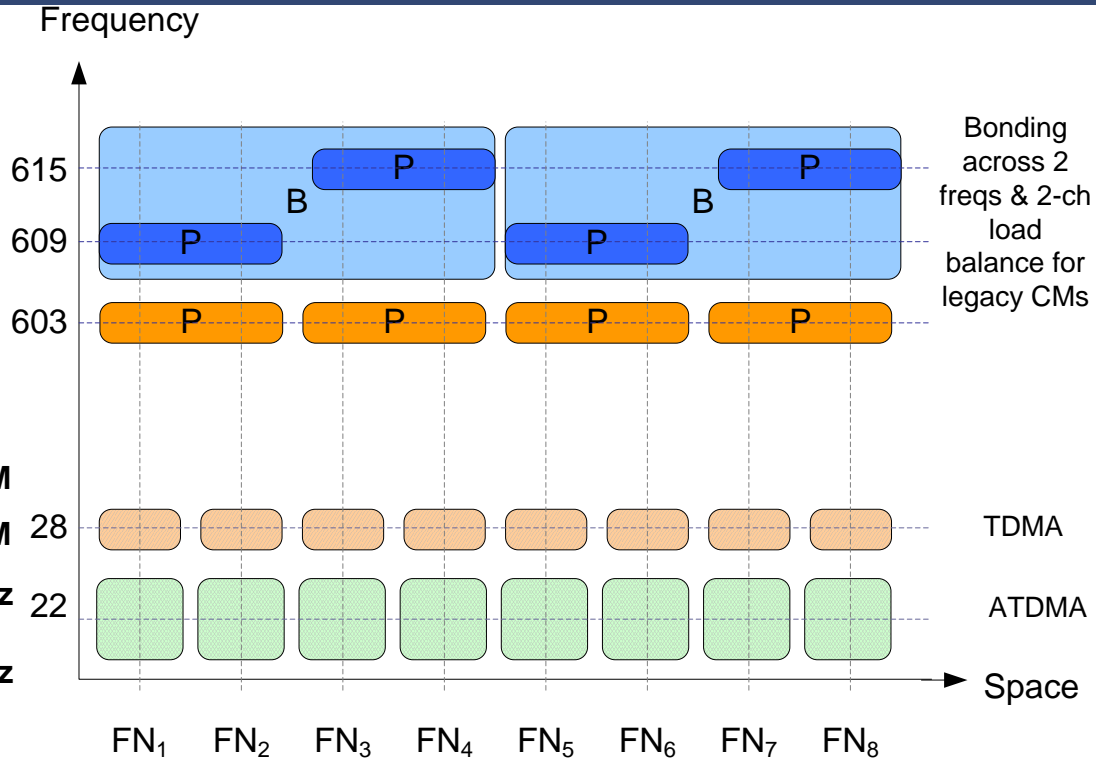 Frequency
615
P
P
B
B
609
P
P
603
P
P
P
P
Bonding
across 2
freqs & 2-ch
load
balance for
legacy CMs
28
TDMA
22
ATDMA
Space
FN₁ FN₂ FN₃ FN₄ FN₅ FN₆ FN₇ FN₈